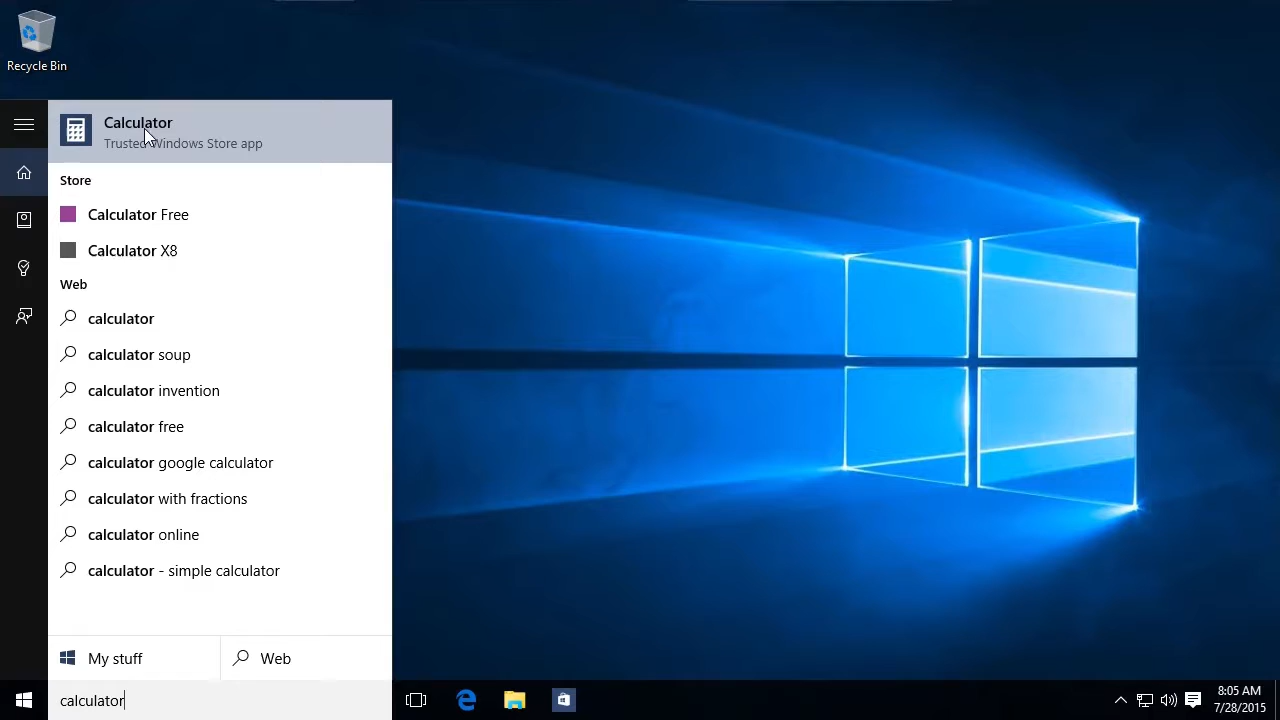 Recycle Bin
Calculator
Trusted Windows Store app
Store
Calculator Free
Calculator X8
Web
calculator
calculator soup
calculator invention
calculator free
calculator google calculator
calculator with fractions
calculator online
calculator - simple calculator
My stuff
Web
calculator
8:05 AM
7/28/2015